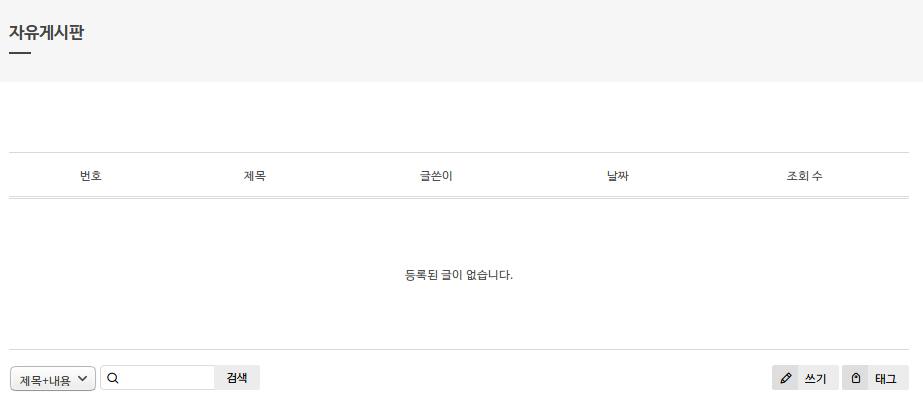 자유게시판
번호 제목 글쓴이 날짜 조회 수
등록된 글이 없습니다.
제목+내용 검색 쓰기 태그